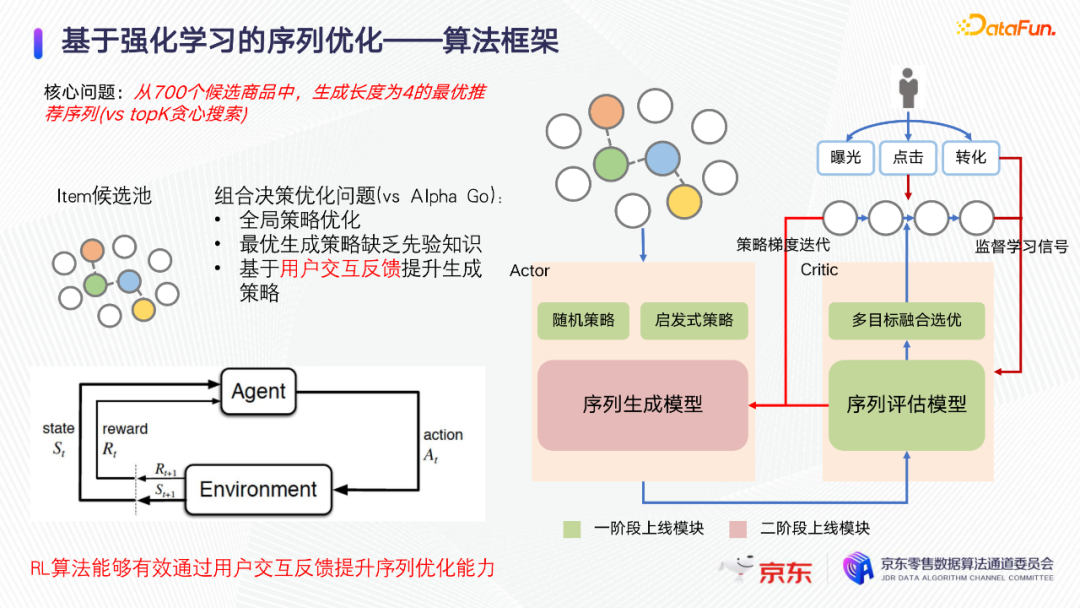 基于强化学习的序列优化——算法框架
DataFun.
核心问题：从700个候选商品中，生成长度为4的最优推
荐序列(vs topK贪心搜索)
Item候选池
组合决策优化问题(vs Alpha Go)：
• 全局策略优化
• 最优生成策略缺乏先验知识
• 基于用户交互反馈提升生成
策略
Agent
state
S_t
reward
R_t
action
A_t
R_{t+1}
S_{t+1}
Environment
RL算法能够有效通过用户交互反馈提升序列优化能力
曝光
点击
转化
策略梯度迭代
监督学习信号
Actor
Critic
随机策略
启发式策略
多目标融合选优
序列生成模型
序列评估模型
一阶段上线模块
二阶段上线模块
京东
京东零售数据算法通道委员会
JDR DATA ALGORITHM CHANNEL COMMITTEE